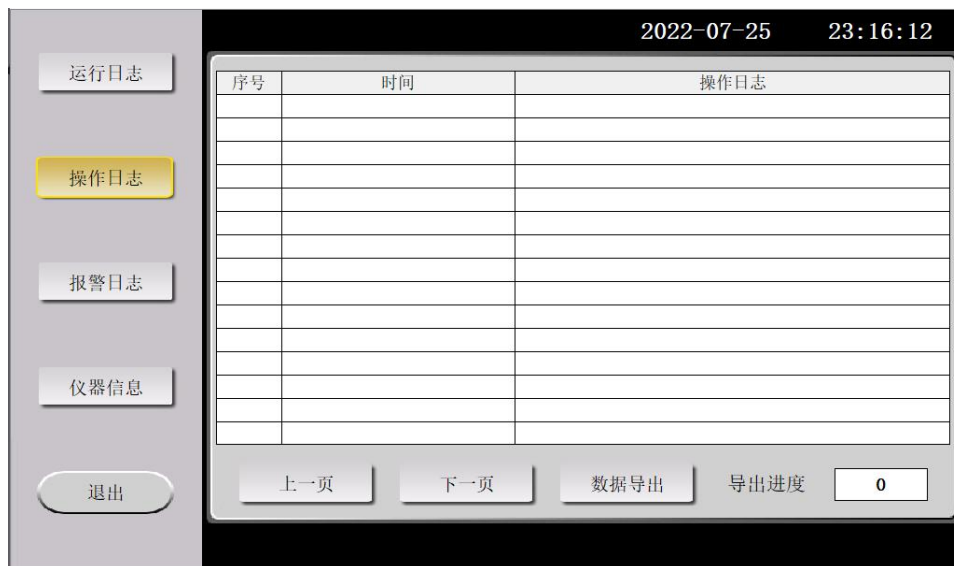 2022-07-25 23:16:12
运行日志
操作日志
报警日志
仪器信息
退出
序号 时间 操作日志
上一页 下一页 数据导出 导出进度 0